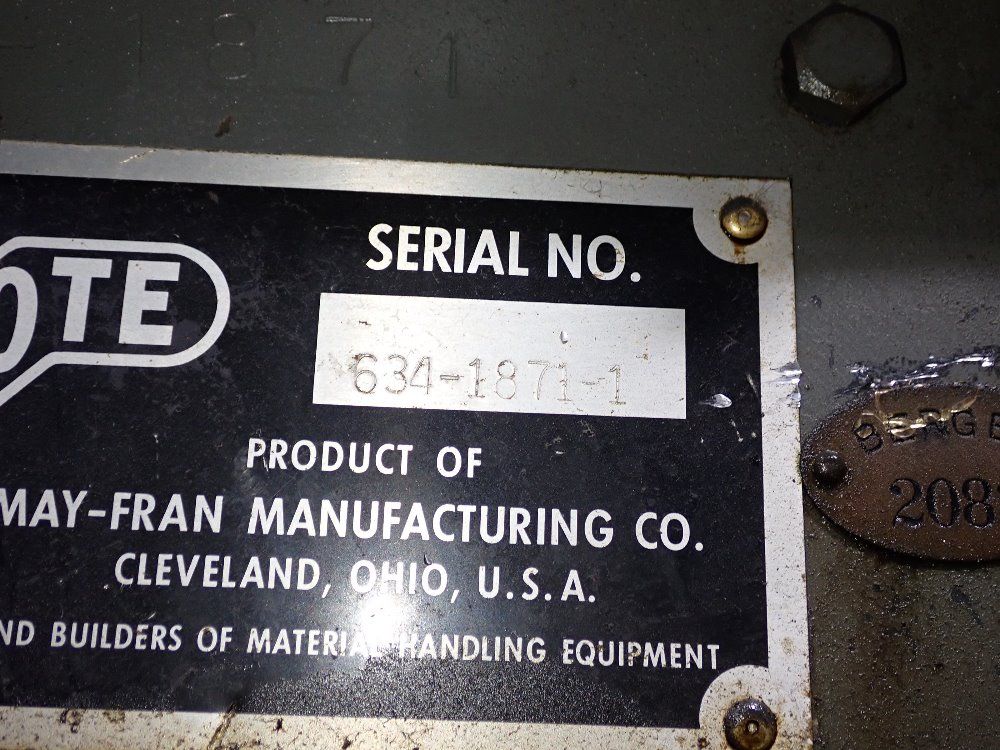 1871
SERIAL NO.
OTE
634-1871-1
PRODUCT OF
MAY-FRAN MANUFACTURING CO.
CLEVELAND, OHIO, U.S.A.
ND BUILDERS OF MATERIAL HANDLING EQUIPMENT
BERGE
208